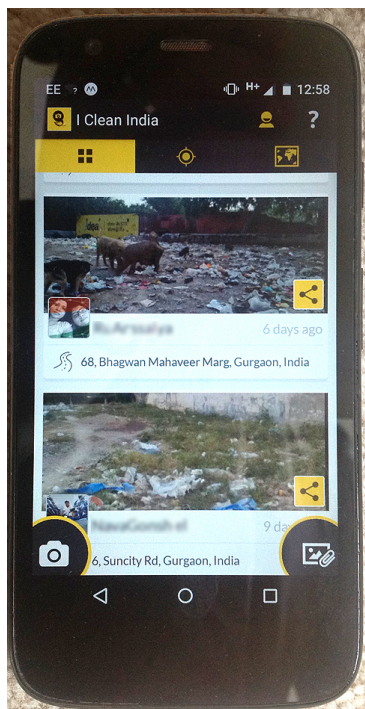 EE ? H+ 12:58
I Clean India ?
Idea
6 days ago
68, Bhagwan Mahaveer Marg, Gurgaon, India
9 da
6, Suncity Rd, Gurgaon, India